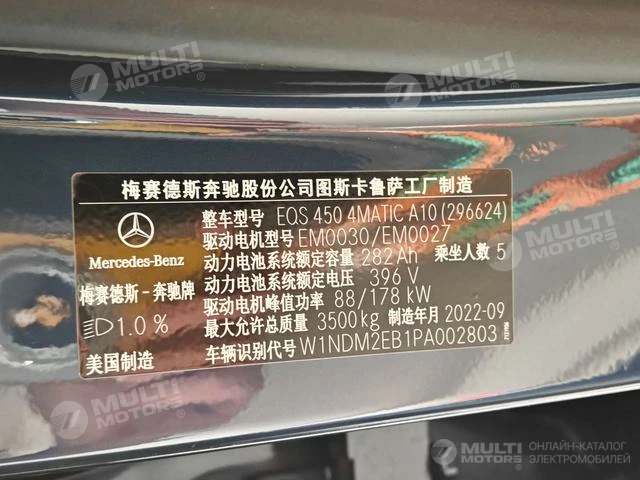 MULTI MOTORS®
MULTI MOTORS®
梅赛德斯奔驰股份公司图斯卡鲁萨工厂制造
Mercedes-Benz
梅赛德斯-奔驰牌
1.0 %
美国制造
整车型号 EQS 450 4MATIC A10 (296624)
驱动电机型号 EM0030/EM0027
动力电池系统额定容量 282 Ah 乘坐人数 5
动力电池系统额定电压 396 V
驱动电机峰值功率 88/178 kW
最大允许总质量 3500 kg 制造年月 2022-09
车辆识别代号 W1NDM2EB1PA002803
MULTI MOTORS®
MULTI MOTORS®
MULTI MOTORS®
ОНЛАЙН-КАТАЛОГ
ЭЛЕКТРОМОБИЛЕЙ